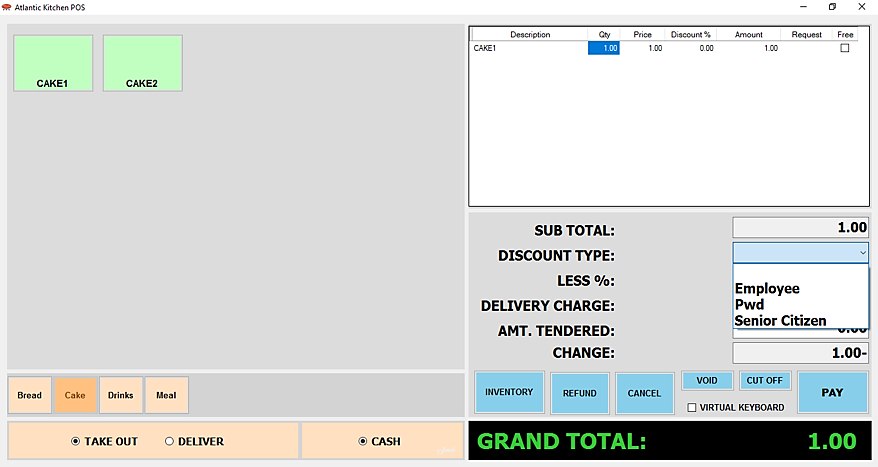 Atlantic Kitchen POS
CAKE1 CAKE2
Description Qty Price Discount % Amount Request Free
CAKE1 1.00 1.00 0.00 1.00
SUB TOTAL: 1.00
DISCOUNT TYPE:
LESS %:
Employee
DELIVERY CHARGE:
Pwd
Senior Citizen
AMT. TENDERED: 0.00
CHANGE: 1.00-
Bread Cake Drinks Meal
INVENTORY REFUND CANCEL VOID CUT OFF PAY
VIRTUAL KEYBOARD
TAKE OUT DELIVER CASH
GRAND TOTAL: 1.00